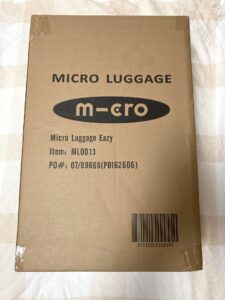 MICRO LUGGAGE
m-cro
Micro Luggage Eazy
Item: ML0013
PO#: 07/89668(P0162606)